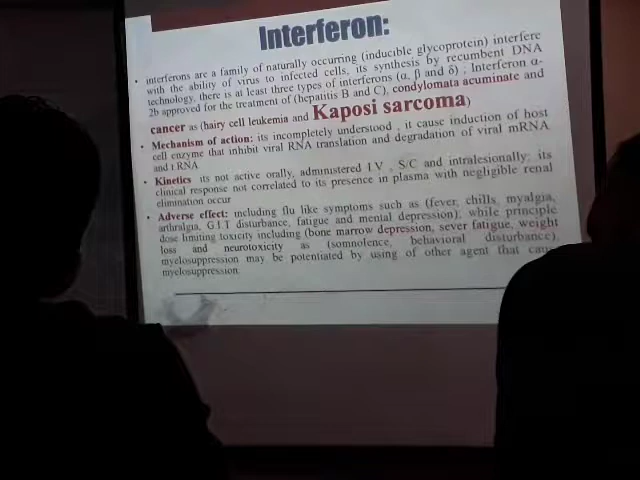 Interferon:
• interferons are a family of naturally occurring (inducible glycoprotein) interfere
with the ability of virus to infected cells, its synthesis by recumbent DNA
technology, there is at least three types of interferons (α, β and δ) ; Interferon α-
2b approved for the treatment of (hepatitis B and C), condylomata acuminate and
cancer as (hairy cell leukemia and Kaposi sarcoma)
• Mechanism of action: its incompletely understood , it cause induction of host
cell enzyme that inhibit viral RNA translation and degradation of viral mRNA
and t RNA
• Kinetics its not active orally, administered I.V , S/C and intralesionally; its
clinical response not correlated to its presence in plasma with negligible renal
elimination occur
• Adverse effect: including flu like symptoms such as (fever, chills, myalgia,
arthralgia, G.I.T disturbance, fatigue and mental depression); while principle
dose limiting toxicity including (bone marrow depression, sever fatigue, weight
loss and neurotoxicity as (somnolence, behavioral disturbance),
myelosuppression may be potentiated by using of other agent that
myelosuppression